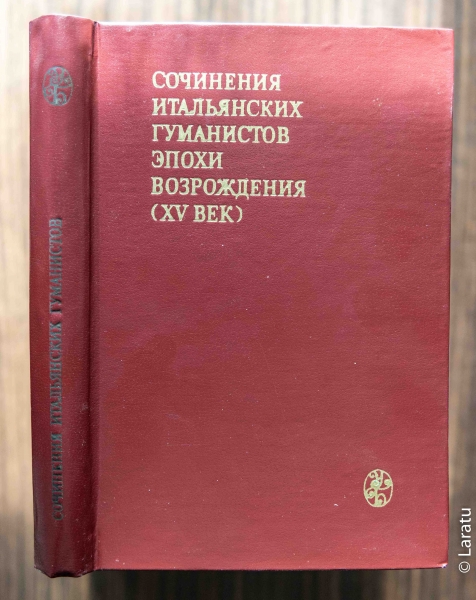 СОЧИНЕНИЯ
ИТАЛЬЯНСКИХ
ГУМАНИСТОВ
ЭПОХИ
ВОЗРОЖДЕНИЯ
(XV ВЕК)
СОЧИНЕНИЯ ИТАЛЬЯНСКИХ ГУМАНИСТОВ
© Laratu